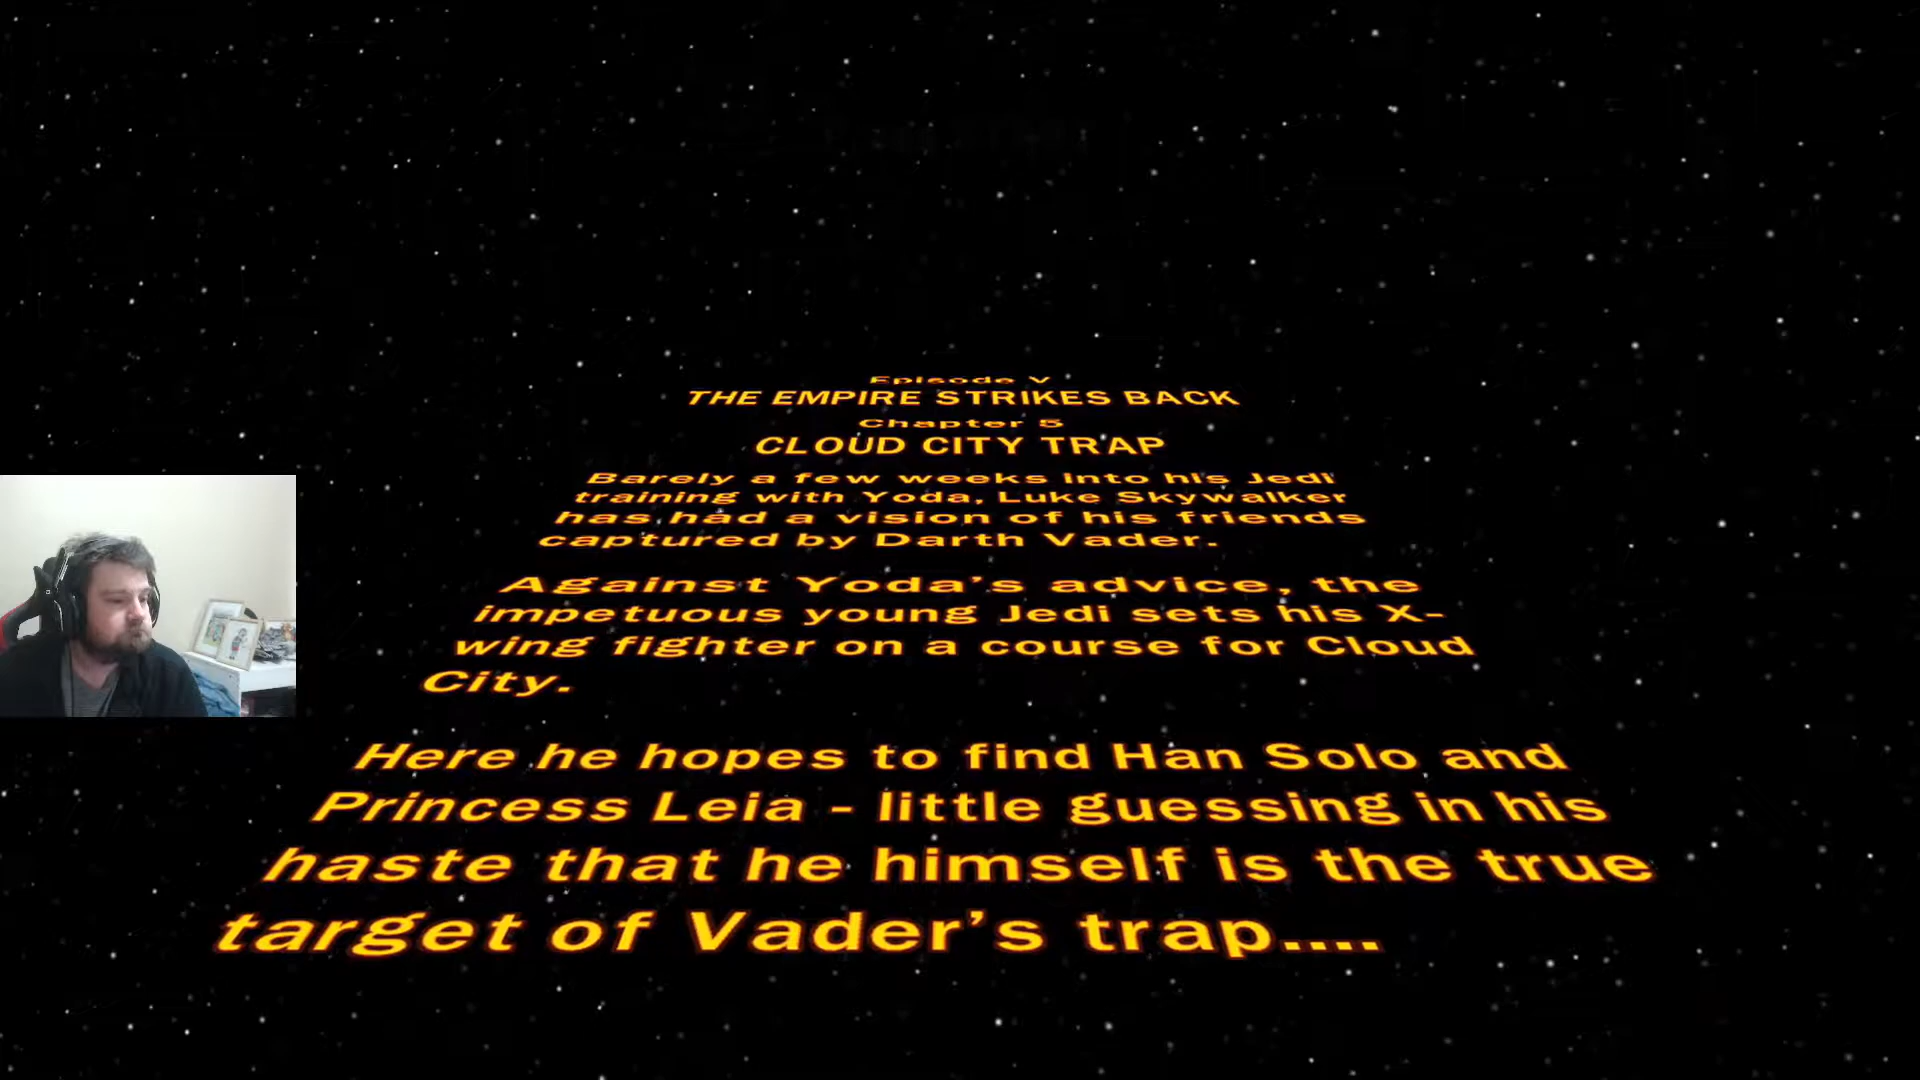 Episode V
THE EMPIRE STRIKES BACK
Chapter 5
CLOUD CITY TRAP
Barely a few weeks into his Jedi
training with Yoda, Luke Skywalker
has had a vision of his friends
captured by Darth Vader.
Against Yoda's advice, the
impetuous young Jedi sets his X-
wing fighter on a course for Cloud
City.
Here he hopes to find Han Solo and
Princess Leia - little guessing in his
haste that he himself is the true
target of Vader's trap....